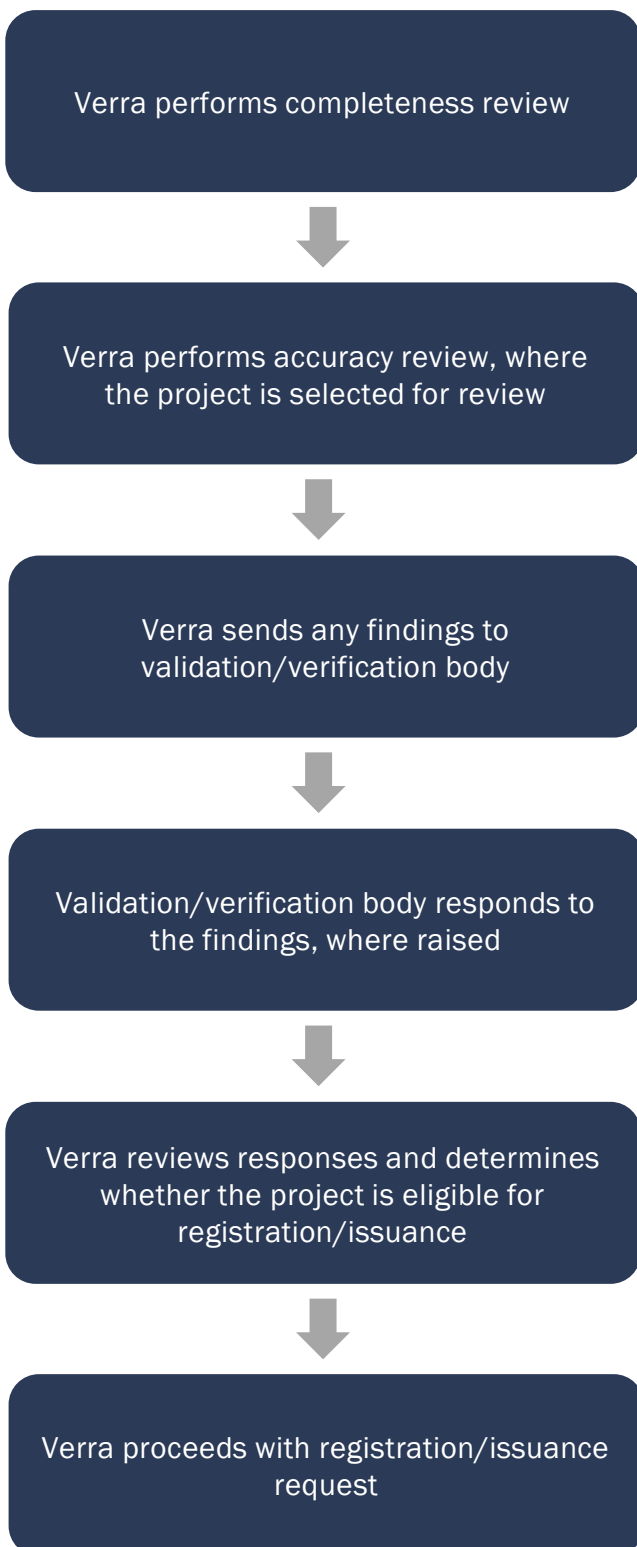 Verra performs completeness review
Verra performs accuracy review, where
the project is selected for review
Verra sends any findings to
validation/verification body
Validation/verification body responds to
the findings, where raised
Verra reviews responses and determines
whether the project is eligible for
registration/issuance
Verra proceeds with registration/issuance
request